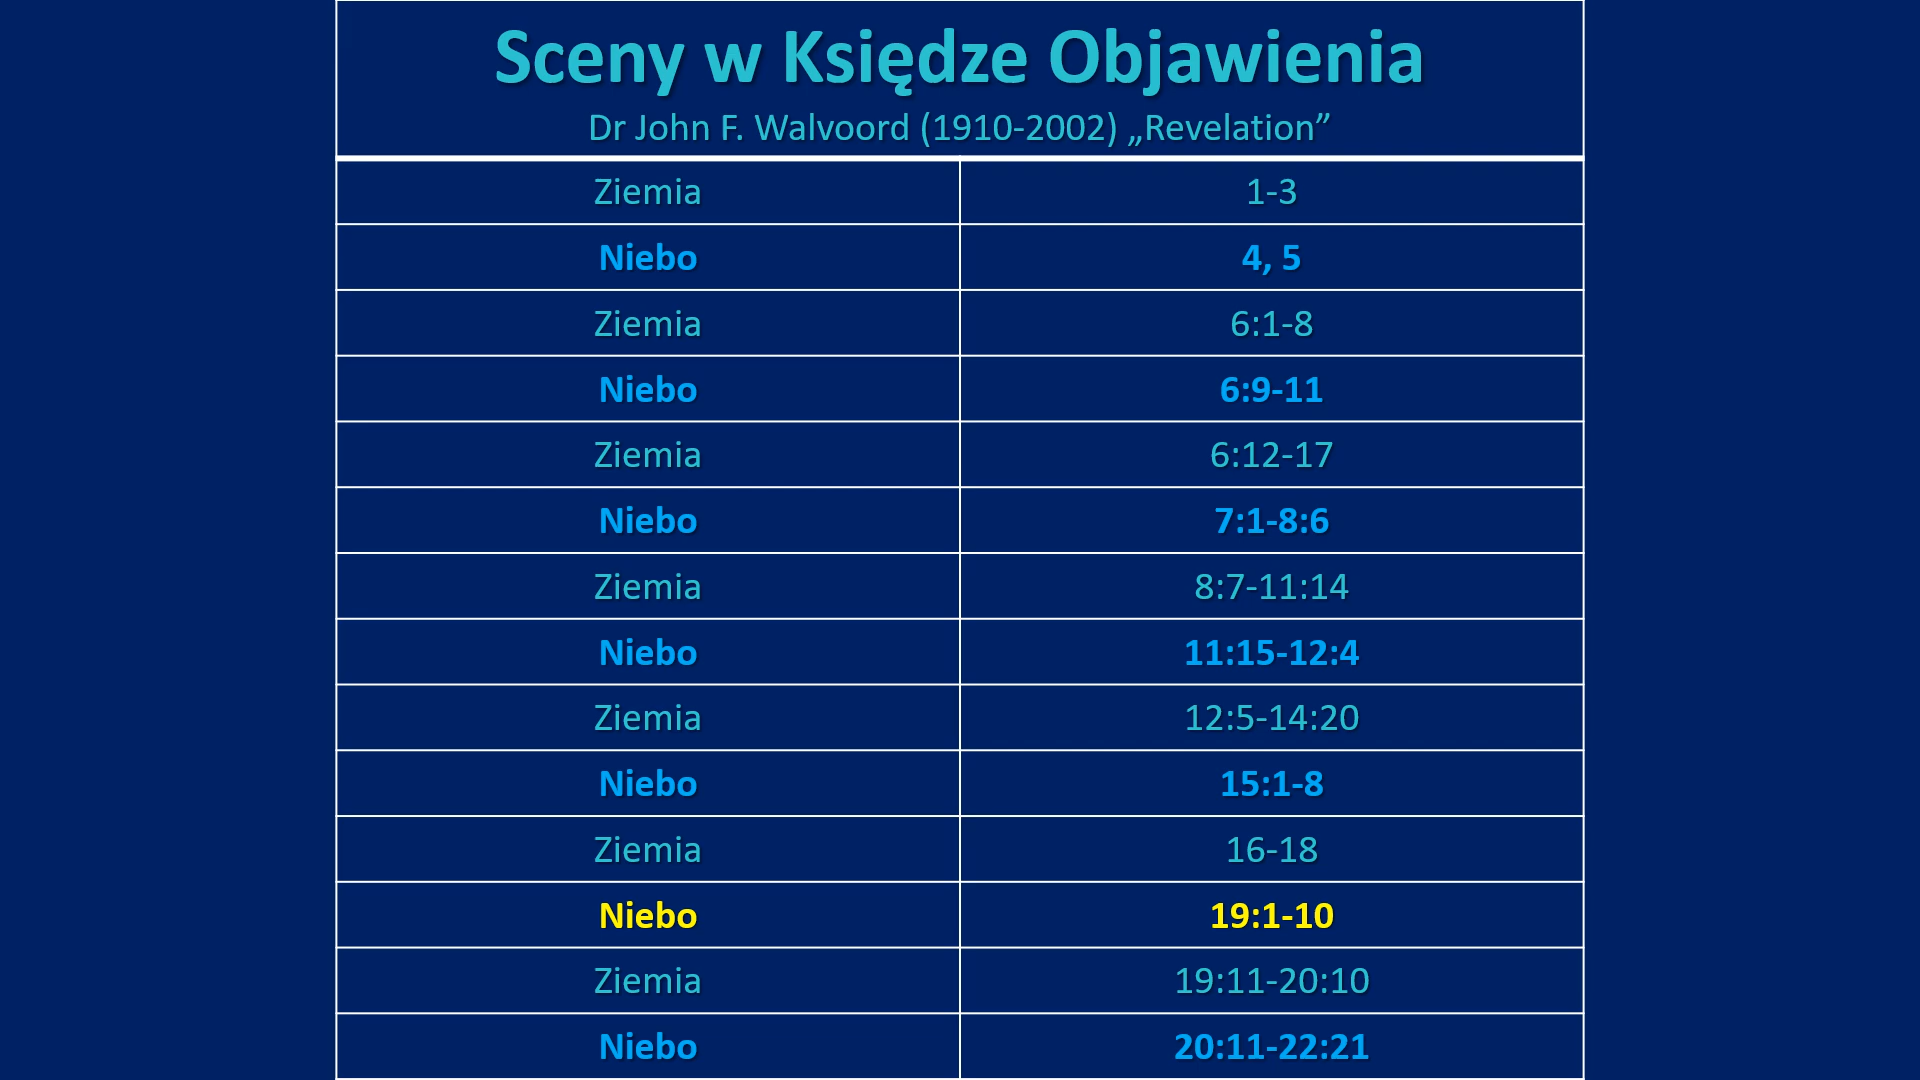 Sceny w Księdze Objawienia
Dr John F. Walvoord (1910-2002) „Revelation”
Ziemia 1-3
Niebo 4, 5
Ziemia 6:1-8
Niebo 6:9-11
Ziemia 6:12-17
Niebo 7:1-8:6
Ziemia 8:7-11:14
Niebo 11:15-12:4
Ziemia 12:5-14:20
Niebo 15:1-8
Ziemia 16-18
Niebo 19:1-10
Ziemia 19:11-20:10
Niebo 20:11-22:21